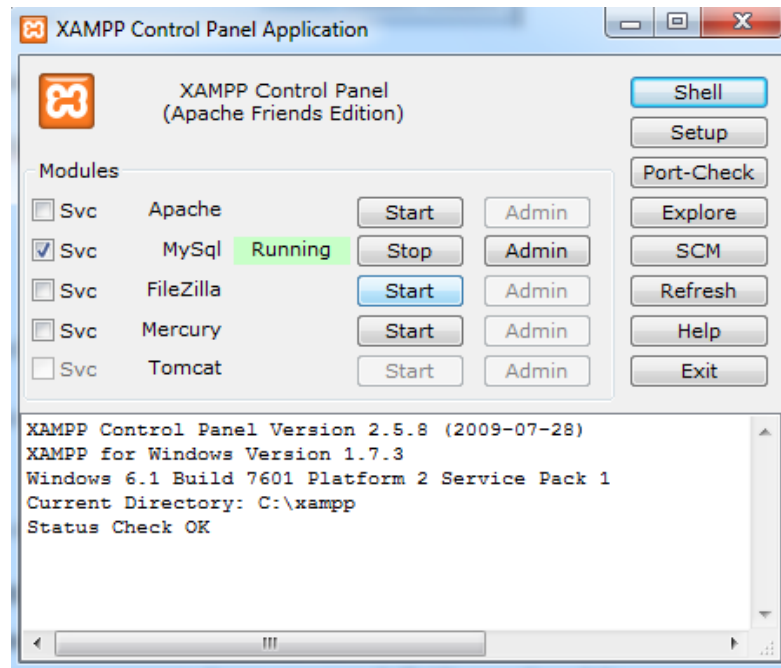 XAMPP Control Panel Application
XAMPP Control Panel
(Apache Friends Edition)
Shell
Setup
Port-Check
Modules
Svc Apache Start Admin Explore
Svc MySql Running Stop Admin SCM
Svc FileZilla Start Admin Refresh
Svc Mercury Start Admin Help
Svc Tomcat Start Admin Exit
XAMPP Control Panel Version 2.5.8 (2009-07-28)
XAMPP for Windows Version 1.7.3
Windows 6.1 Build 7601 Platform 2 Service Pack 1
Current Directory: C:\xampp
Status Check OK